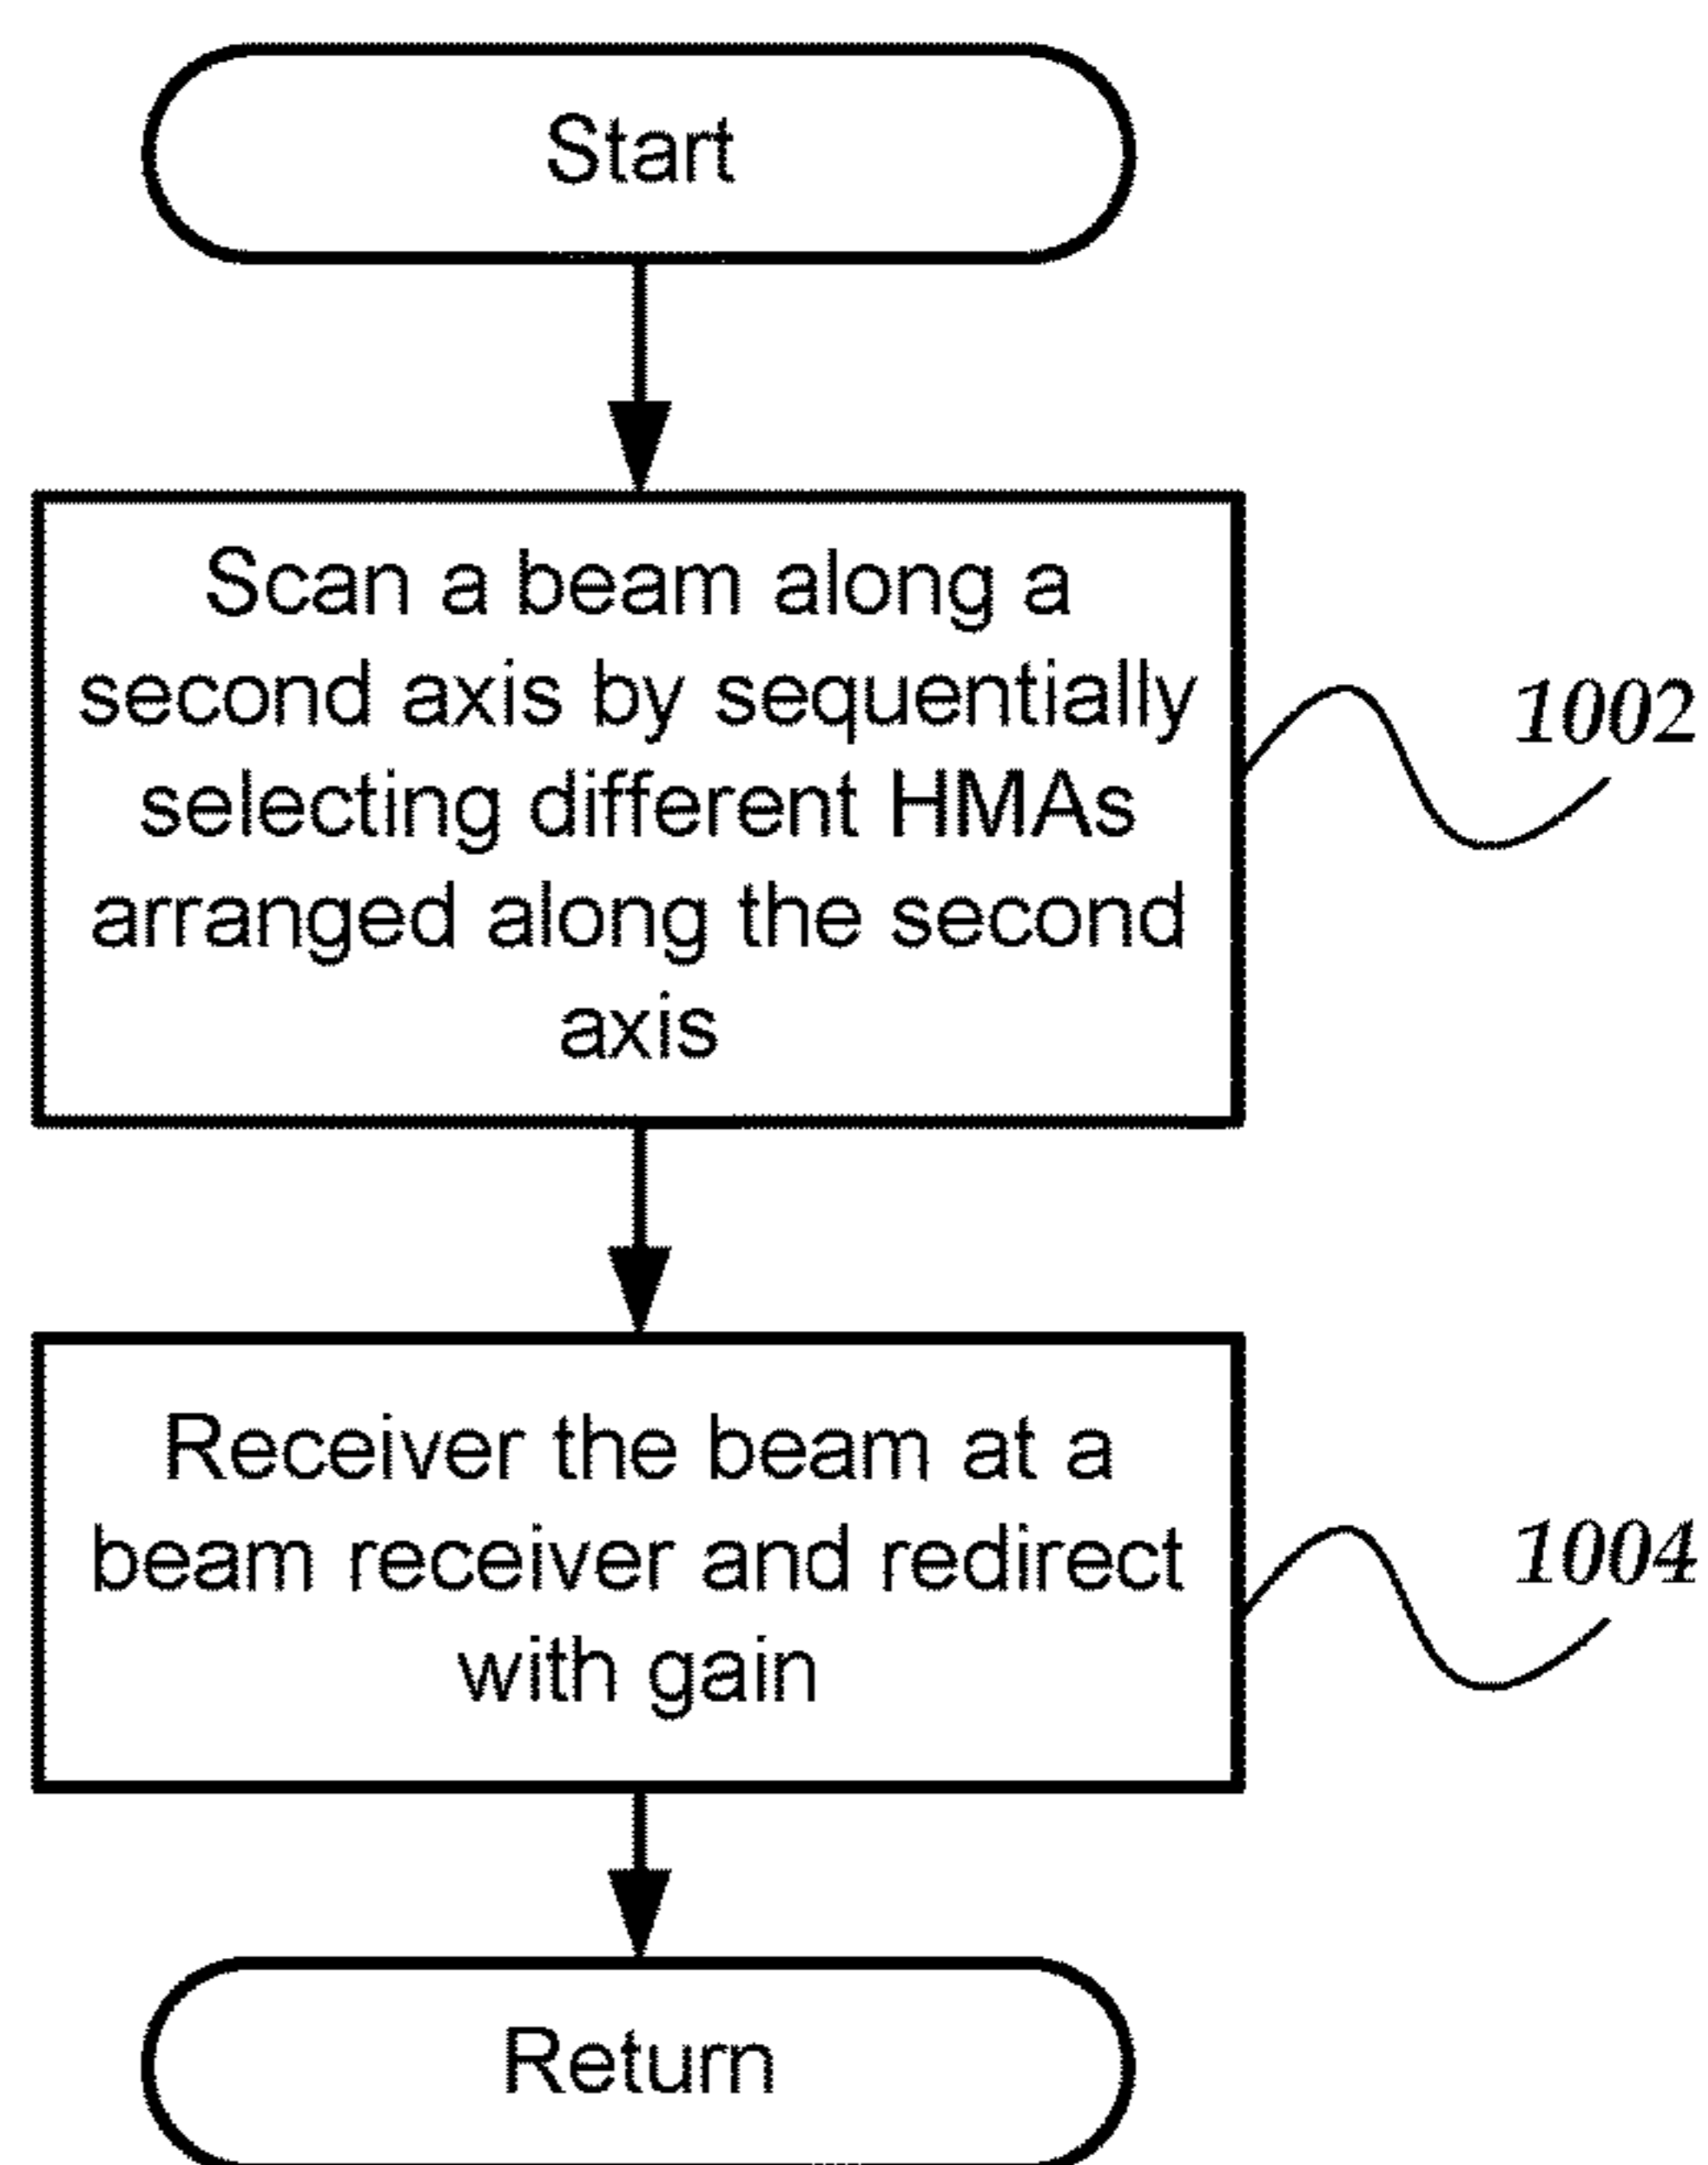 Start
Scan a beam along a
second axis by sequentially
selecting different HMAs
arranged along the second
axis
1002
Receiver the beam at a
beam receiver and redirect
with gain
1004
Return